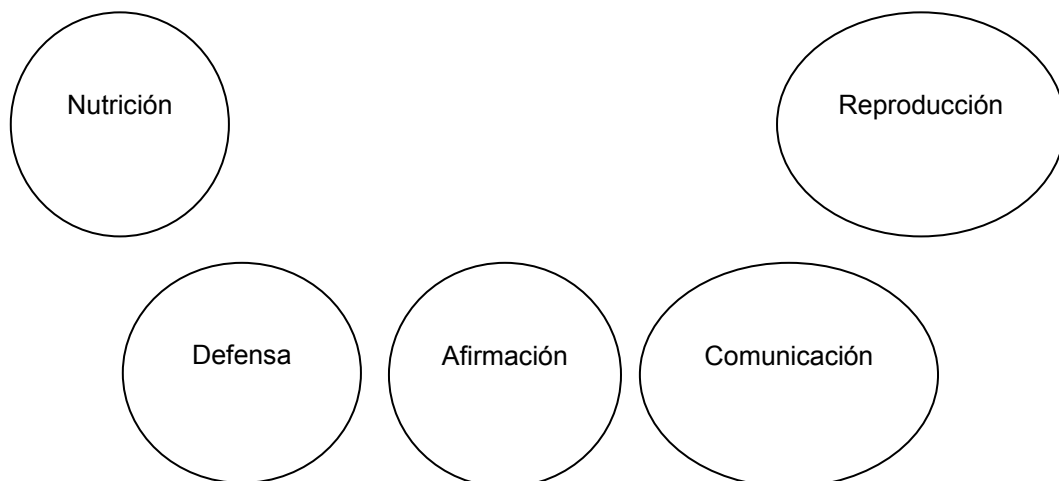 Nutrición
Reproducción
Defensa
Afirmación
Comunicación